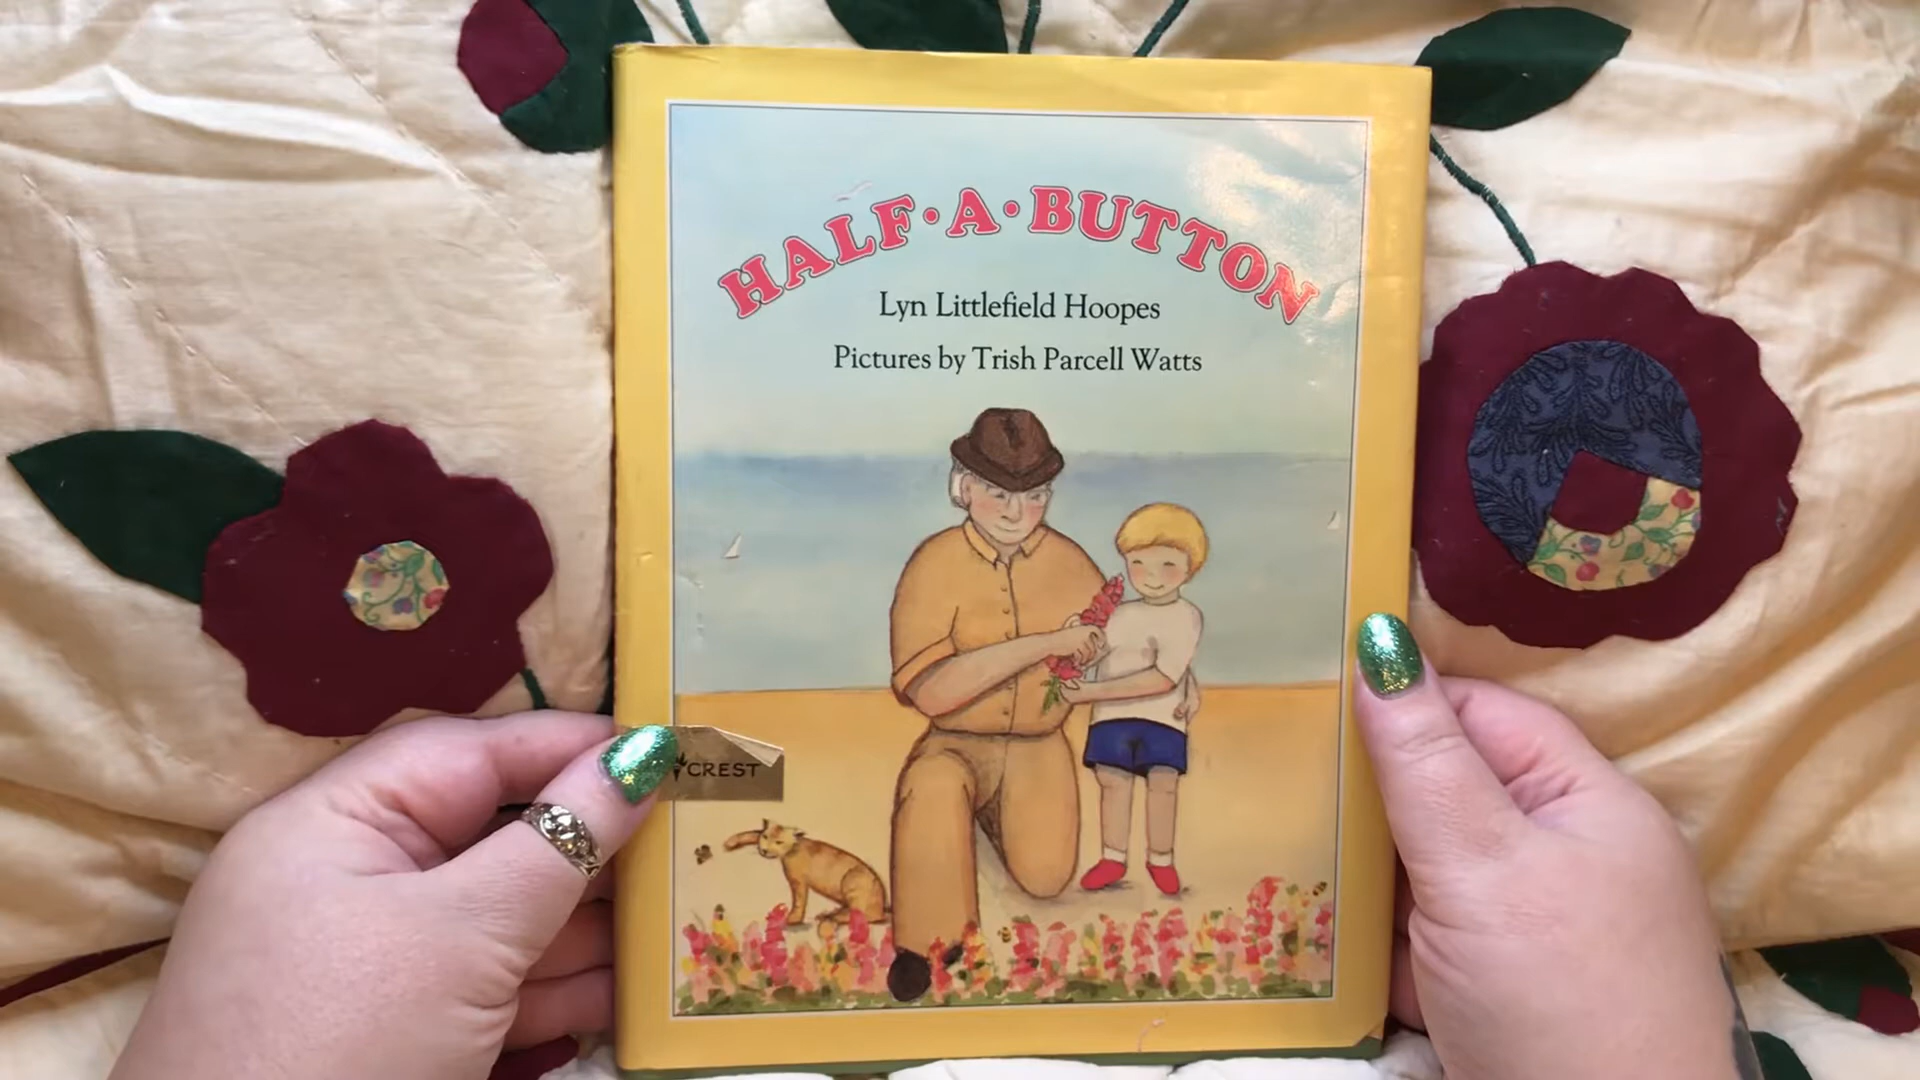 HALF•A•BUTTON
Lyn Littlefield Hoopes
Pictures by Trish Parcell Watts
CREST